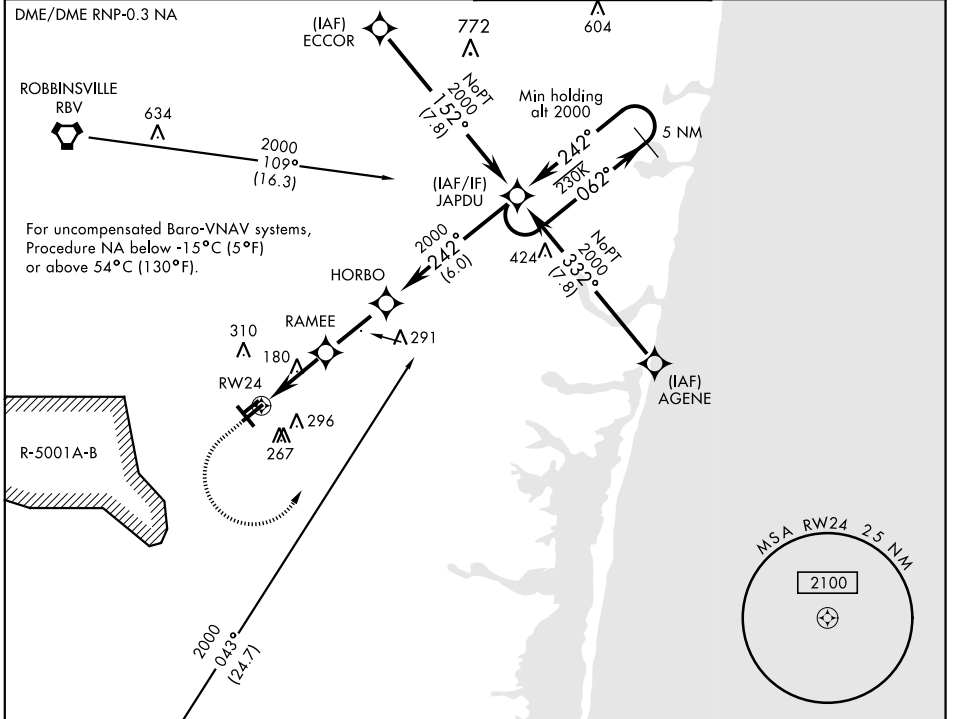 DME/DME RNP-0.3 NA
(IAF)
ECCOR
772
604
ROBBINSVILLE
RBV
634
NoPT
2000
152°
(7.8)
Min holding
alt 2000
5 NM
242°
230K
062°
2000
109°
(16.3)
(IAF/IF)
JAPDU
For uncompensated Baro-VNAV systems,
Procedure NA below -15°C (5°F)
or above 54°C (130°F).
2000
242°
(6.0)
424
NoPT
2000
332°
(7.8)
HORBO
RAMEE
310
291
180
RW24
(IAF)
AGENE
296
267
R-5001A-B
MSA RW24 25 NM
2100
2000
043°
(24.7)